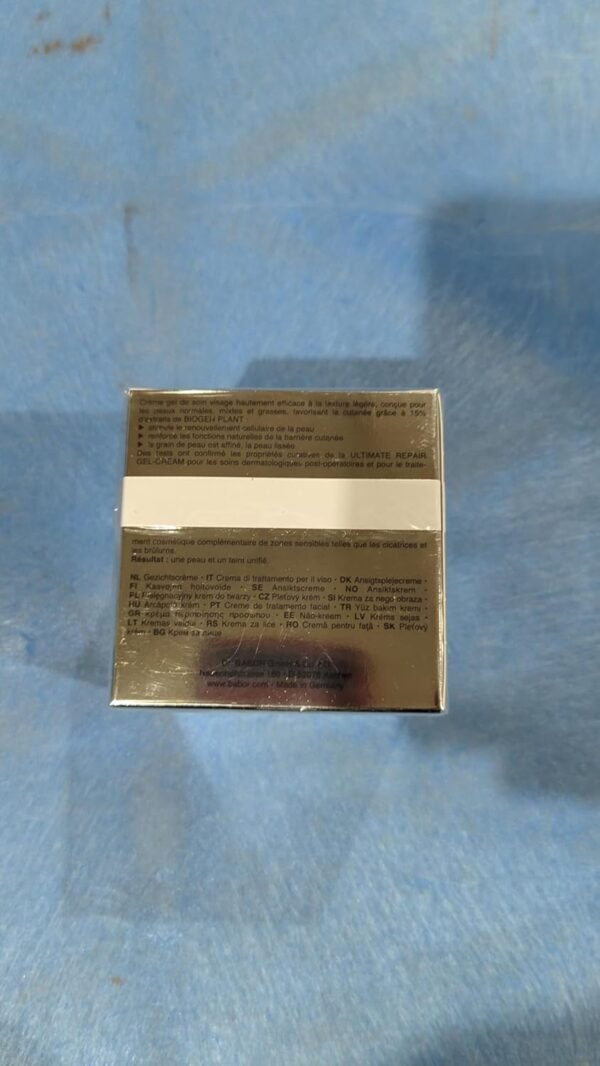 Crème gel de soin visage hautement efficace à la texture légère, conçue pour
les peaux normales, mixtes et grasses, favorisant la cutanée grâce à 15%
d'extraits de BIOGEN PLANT
▶ stimule le renouvellement cellulaire de la peau
▶ renforce les fonctions naturelles de la barrière cutanée
▶ le grain de peau est affiné, la peau lissée
Des tests ont confirmé les propriétés curatives de la ULTIMATE REPAIR
GEL-CREAM pour les soins dermatologiques post-opératoires et pour le traite-
ment cosmétique complémentaire de zones sensibles telles que les cicatrices et
les brûlures.
Résultat : une peau et un teint unifié.
NL Gezichtscrème • IT Crema di trattamento per il viso • DK Ansigtsplejecreme •
FI Kasvojen hoitovoide • SE Ansiktscreme • NO Ansiktskrem •
PL Pielęgnacyjny krem do twarzy • CZ Pleťový krém • SI Krema za nego obraza •
HU Arcápoló krém • PT Creme de tratamento facial • TR Yüz bakım kremi •
GR Κρέμα περιποίησης προσώπου • EE Näo-kreem • LV Krēms sejas •
LT Kremas veidui • RS Krema za lice • RO Cremă pentru faţă • SK Pleťový
krém • BG Крем за лице
Dr. BABOR GmbH & Co.
www.babor.com - Made in Germany